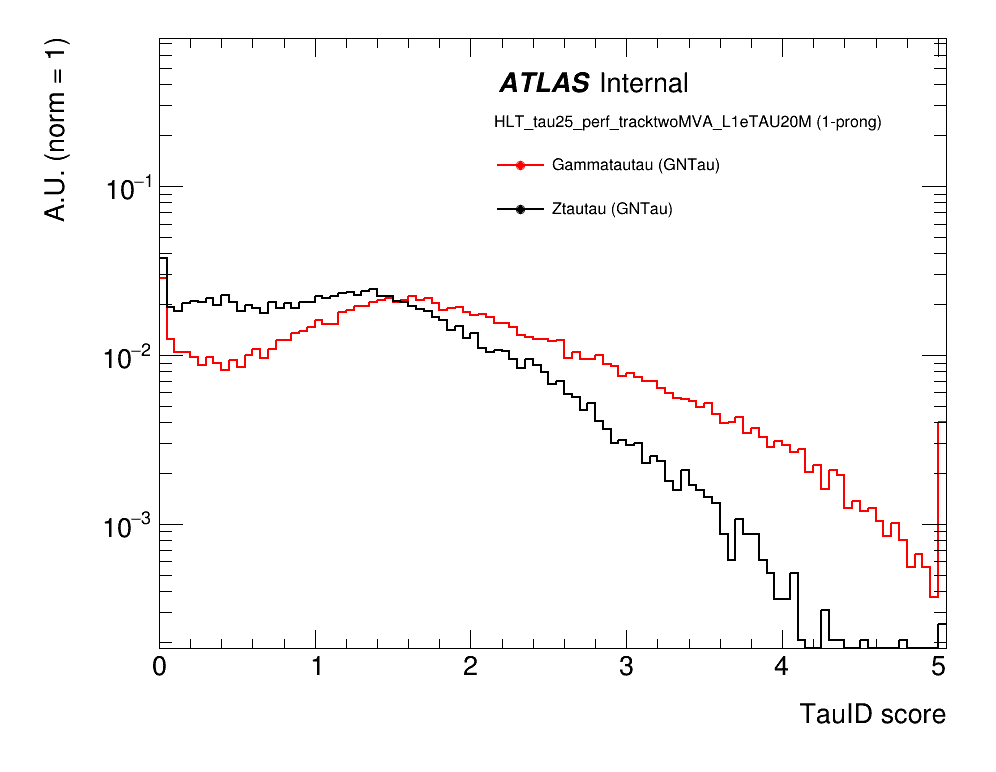 A.U. (norm = 1)
ATLAS Internal
HLT_tau25_perf_tracktwoMVA_L1eTAU20M (1-prong)
Gammatautau (GNTau)
Ztautau (GNTau)
10⁻¹
10⁻²
10⁻³
0 1 2 3 4 5
TauID score